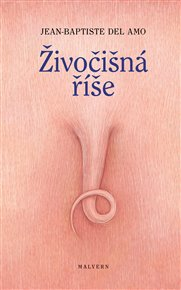 JEAN-BAPTISTE DEL AMO
Živočišná
říše
MALVERN